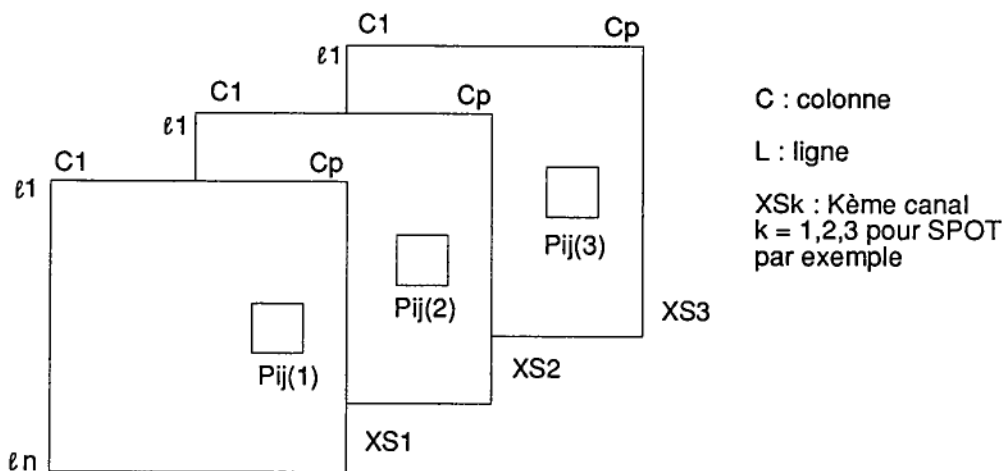 C1 Cp
ℓ1
C1 Cp
ℓ1
C1 Cp
ℓ1
Pij(3)
Pij(2)
Pij(1)
XS3
XS2
XS1
ℓn
C : colonne
L : ligne
XSk : Kème canal
k = 1,2,3 pour SPOT
par exemple